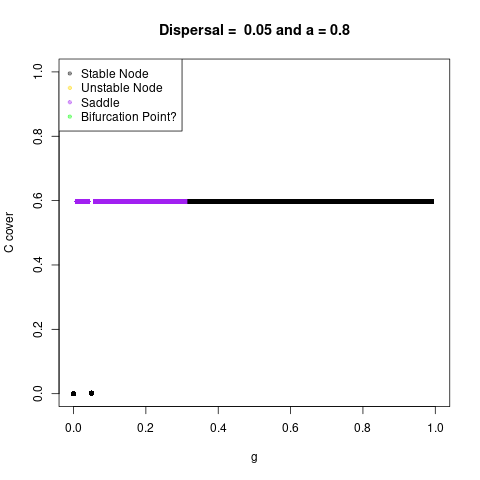 Dispersal =  0.05 and a = 0.8
Stable Node
Unstable Node
Saddle
Bifurcation Point?
C cover
1.0
0.8
0.6
0.4
0.2
0.0
0.0 0.2 0.4 0.6 0.8 1.0
g